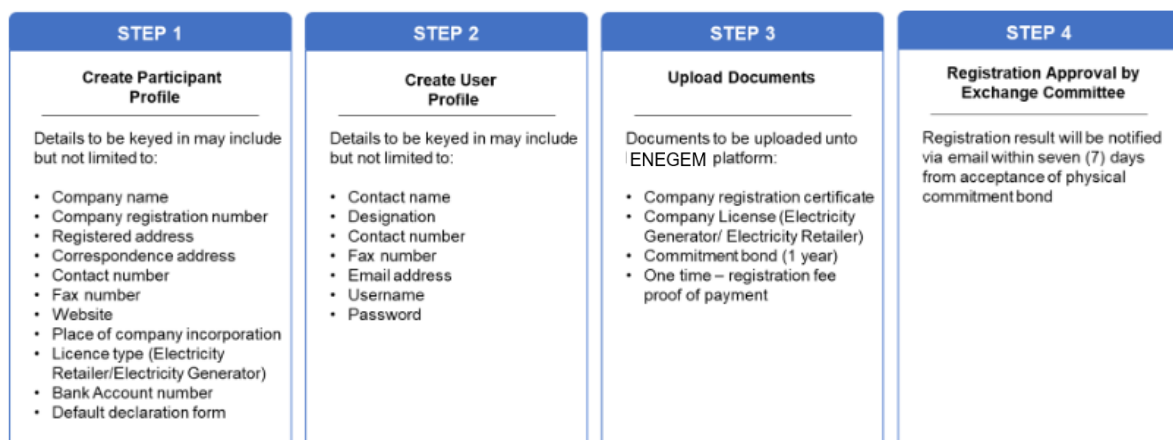 STEP 1
Create Participant
Profile
Details to be keyed in may include
but not limited to:
• Company name
• Company registration number
• Registered address
• Correspondence address
• Contact number
• Fax number
• Website
• Place of company incorporation
• Licence type (Electricity
Retailer/Electricity Generator)
• Bank Account number
• Default declaration form
STEP 2
Create User
Profile
Details to be keyed in may include
but not limited to:
• Contact name
• Designation
• Contact number
• Fax number
• Email address
• Username
• Password
STEP 3
Upload Documents
Documents to be uploaded unto
ENEGEM platform:
• Company registration certificate
• Company License (Electricity
Generator/ Electricity Retailer)
• Commitment bond (1 year)
• One time – registration fee
proof of payment
STEP 4
Registration Approval by
Exchange Committee
Registration result will be notified
via email within seven (7) days
from acceptance of physical
commitment bond